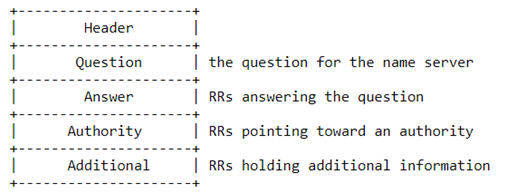 Header
Question the question for the name server
Answer RRs answering the question
Authority RRs pointing toward an authority
Additional RRs holding additional information